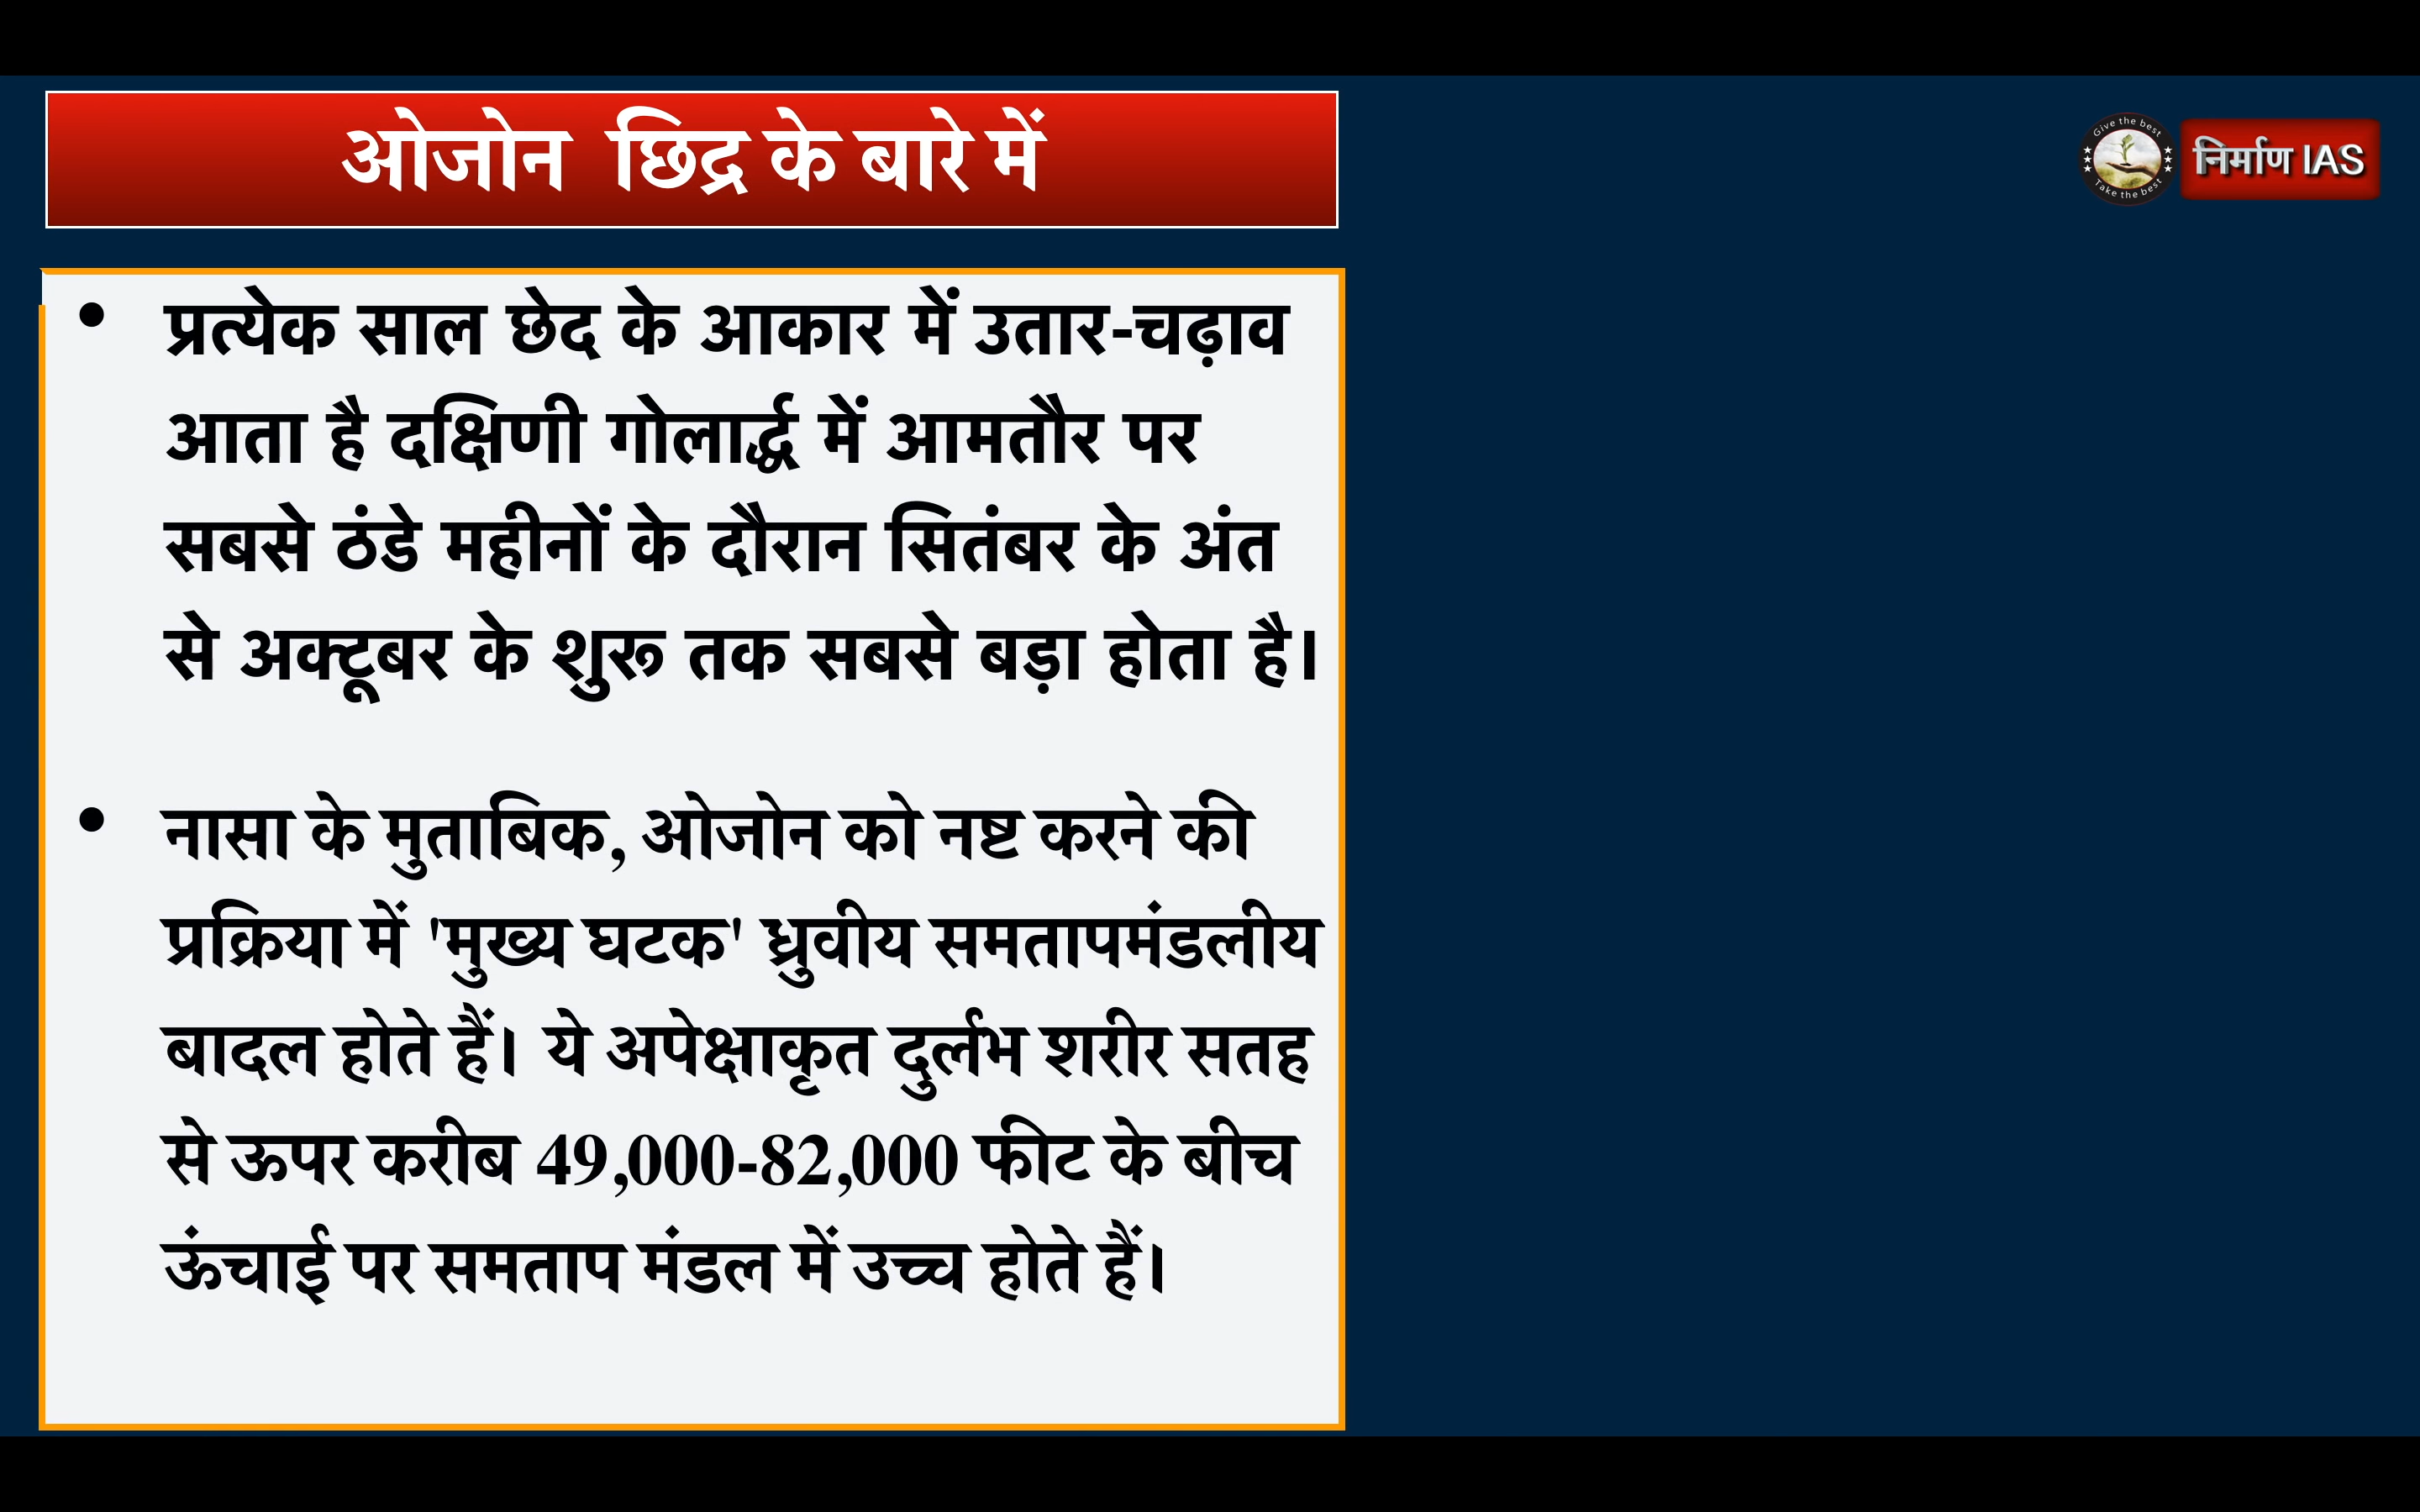 ओजोन छिद्र के बारे में
Give the best
Take the best
निर्माण IAS
• प्रत्येक साल छेद के आकार में उतार-चढ़ाव
आता है दक्षिणी गोलार्द्ध में आमतौर पर
सबसे ठंडे महीनों के दौरान सितंबर के अंत
से अक्टूबर के शुरु तक सबसे बड़ा होता है।
• नासा के मुताबिक, ओजोन को नष्ट करने की
प्रक्रिया में 'मुख्य घटक' ध्रुवीय समतापमंडलीय
बादल होते हैं। ये अपेक्षाकृत दुर्लभ शरीर सतह
से ऊपर करीब 49,000-82,000 फीट के बीच
ऊंचाई पर समताप मंडल में उच्च होते हैं।